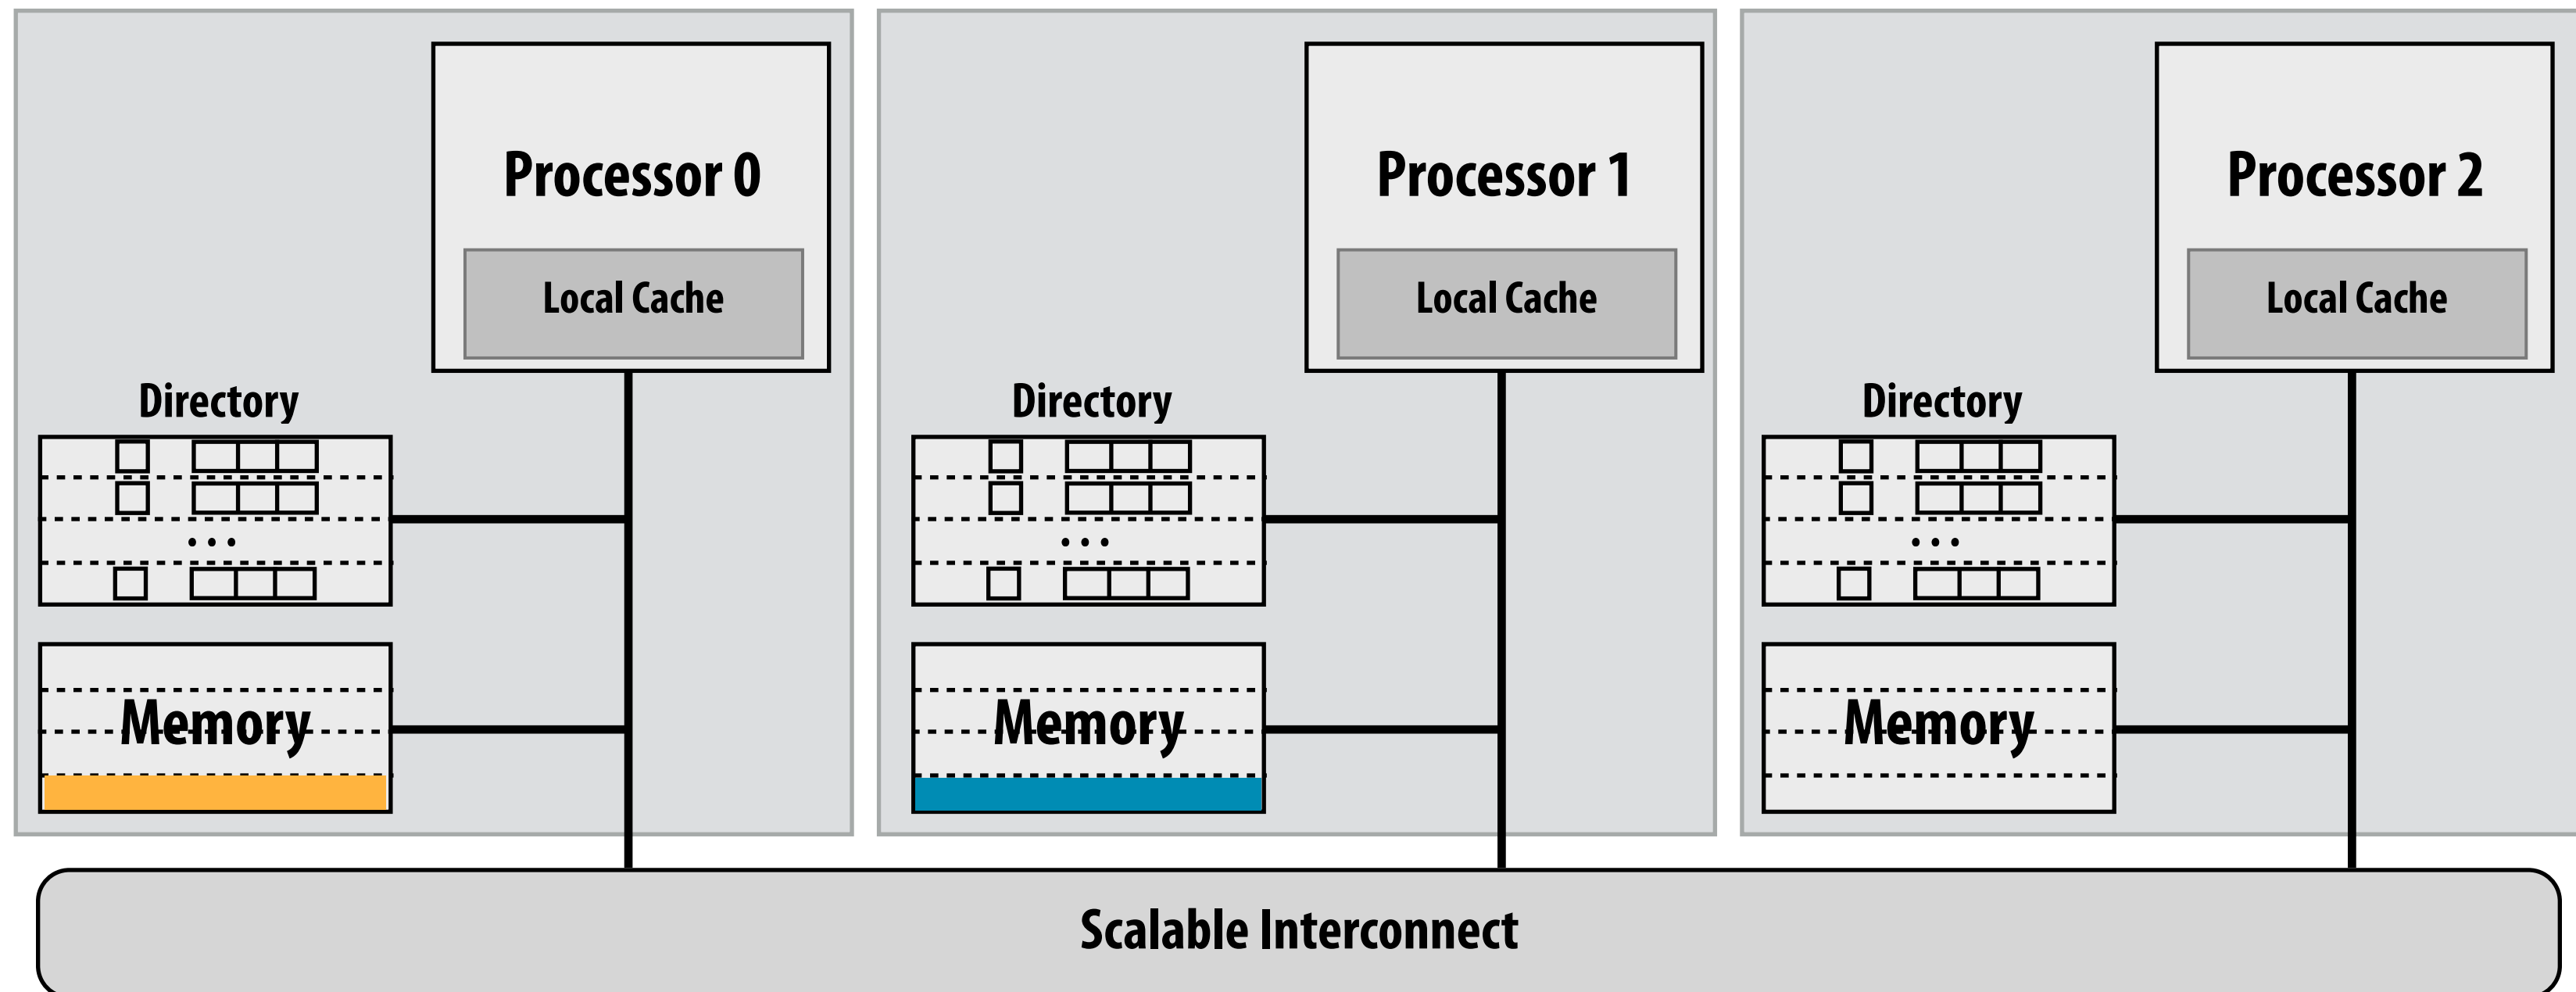 Processor 0
Processor 1
Processor 2
Local Cache
Local Cache
Local Cache
Directory
Directory
Directory
...
...
...
Memory
Memory
Memory
Scalable Interconnect